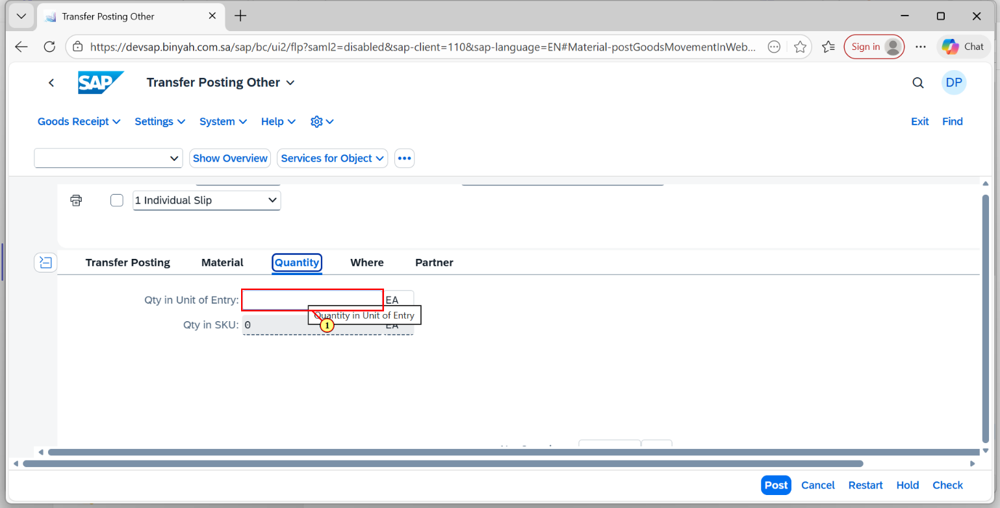 Transfer Posting Other
https://devsap.binyah.com.sa/sap/bc/ui2/flp?saml2=disabled&sap-client=110&sap-language=EN#Material-postGoodsMovementInWeb...
Sign in
Chat
SAP
Transfer Posting Other
DP
Goods Receipt
Settings
System
Help
Exit
Find
Show Overview
Services for Object
1 Individual Slip
Transfer Posting
Material
Quantity
Where
Partner
Qty in Unit of Entry:
EA
Quantity in Unit of Entry
1
Qty in SKU:
0
EA
Post
Cancel
Restart
Hold
Check